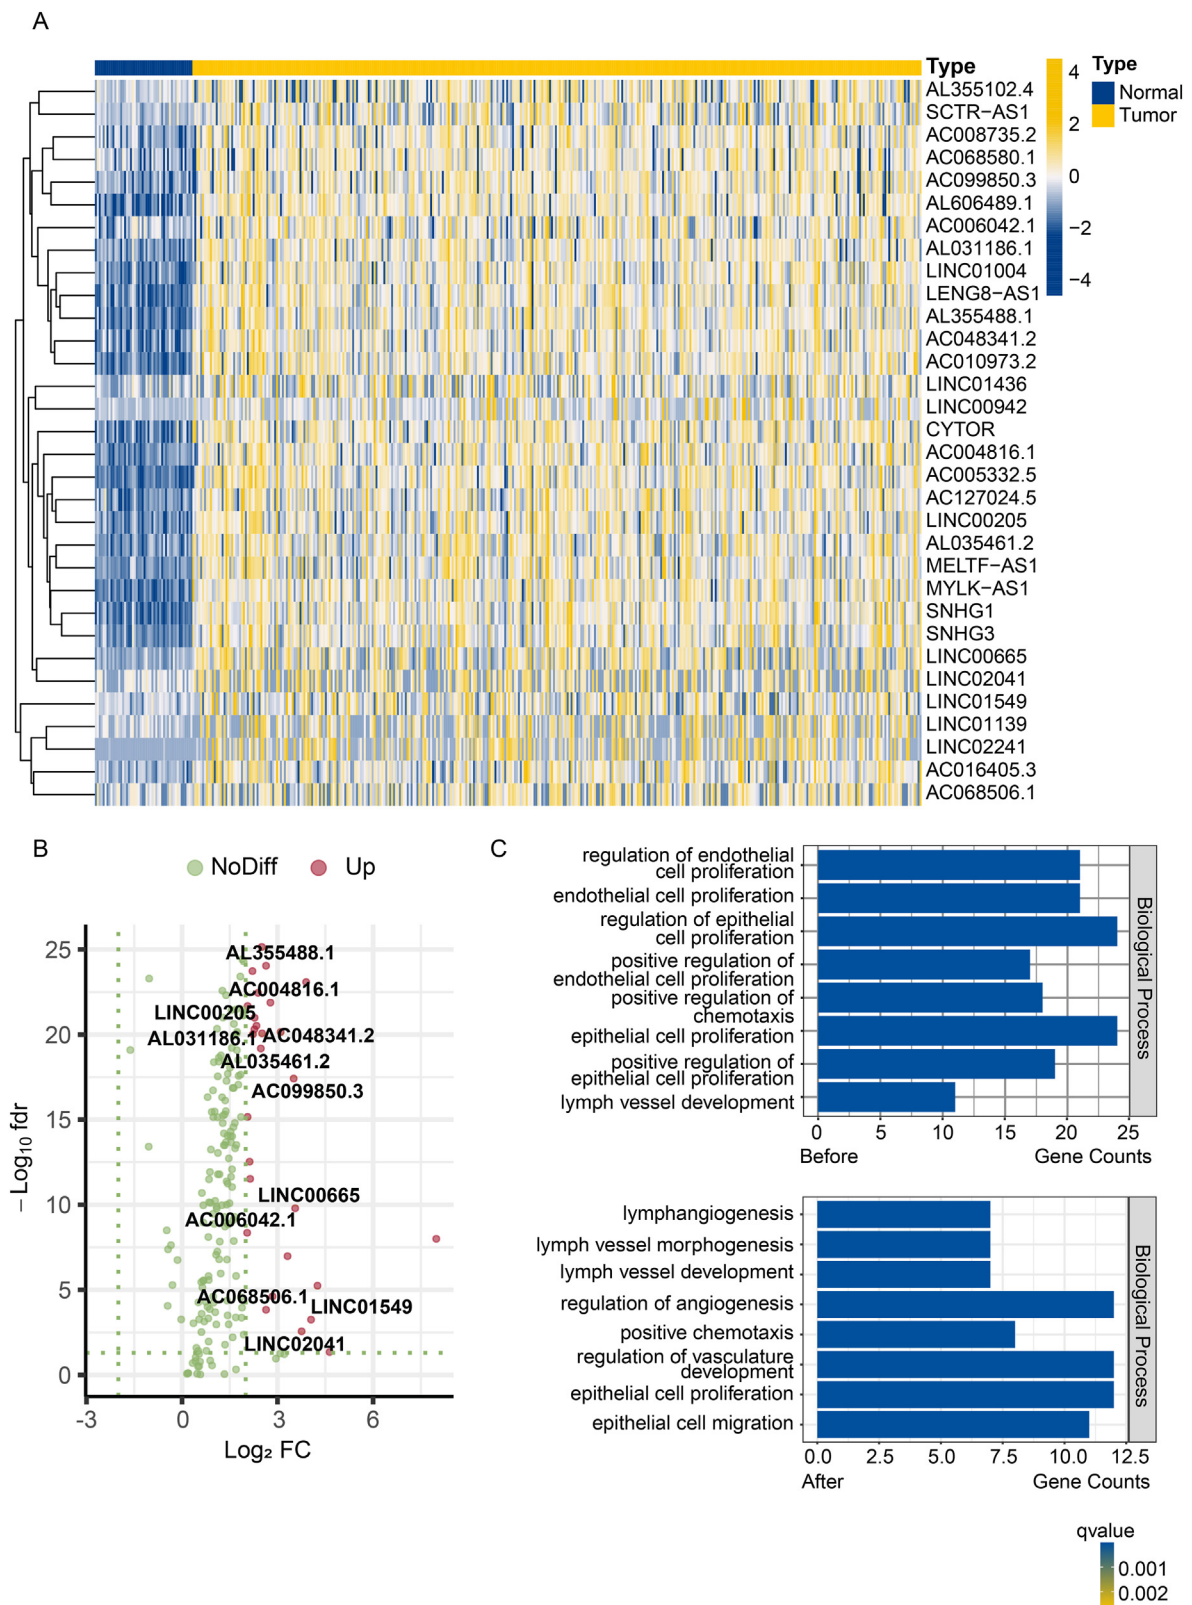 A
Type
AL355102.4
SCTR−AS1
AC008735.2
AC068580.1
AC099850.3
AL606489.1
AC006042.1
AL031186.1
LINC01004
LENG8−AS1
AL355488.1
AC048341.2
AC010973.2
LINC01436
LINC00942
CYTOR
AC004816.1
AC005332.5
AC127024.5
LINC00205
AL035461.2
MELTF−AS1
MYLK−AS1
SNHG1
SNHG3
LINC00665
LINC02041
LINC01549
LINC01139
LINC02241
AC016405.3
AC068506.1
4
2
0
−2
−4
Type
Normal
Tumor
B
NoDiff
Up
− Log10 fdr
25
20
15
10
5
0
AL355488.1
AC004816.1
LINC00205
AL031186.1
AC048341.2
AL035461.2
AC099850.3
LINC00665
AC006042.1
AC068506.1
LINC01549
LINC02041
-3
0
3
6
Log₂ FC
C
regulation of endothelial
cell proliferation
endothelial cell proliferation
regulation of epithelial
cell proliferation
positive regulation of
endothelial cell proliferation
positive regulation of
chemotaxis
epithelial cell proliferation
positive regulation of
epithelial cell proliferation
lymph vessel development
Biological Process
0
5
10
15
20
25
Before
Gene Counts
lymphangiogenesis
lymph vessel morphogenesis
lymph vessel development
regulation of angiogenesis
positive chemotaxis
regulation of vasculature
development
epithelial cell proliferation
epithelial cell migration
Biological Process
0.0
2.5
5.0
7.5
10.0
12.5
After
Gene Counts
qvalue
0.001
0.002